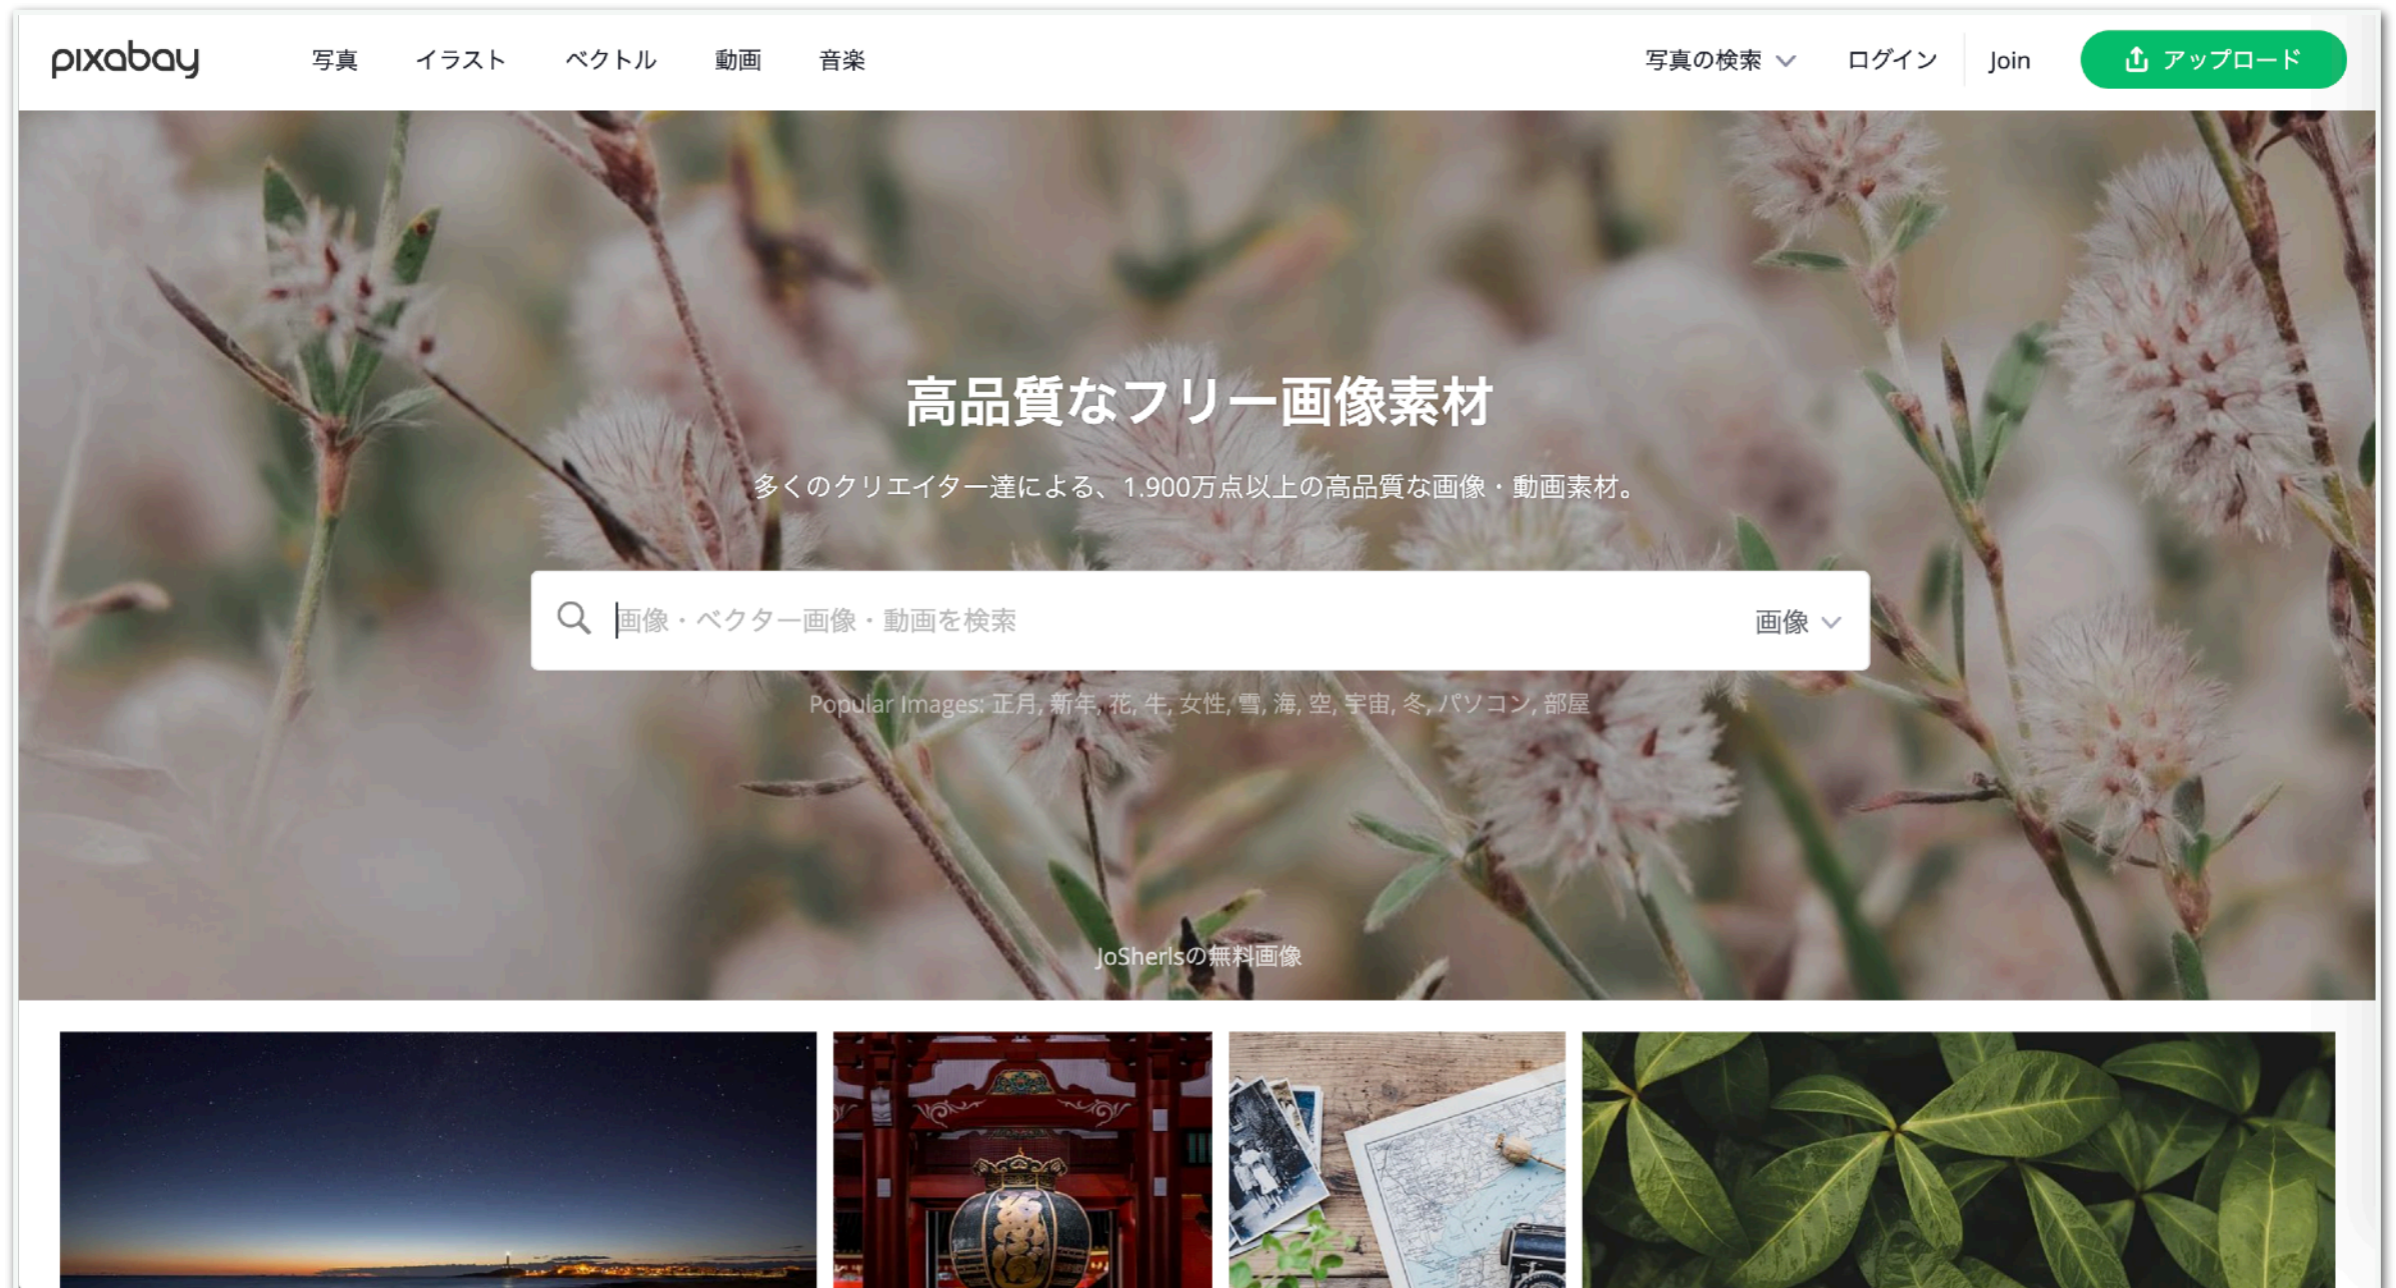 pixabay 写真 イラスト ベクトル 動画 音楽 写真の検索 ログイン Join アップロード
高品質なフリー画像素材
多くのクリエイター達による、1.900万点以上の高品質な画像・動画素材。
画像・ベクター画像・動画を検索 画像
Popular Images: 正月, 新年, 花, 牛, 女性, 雪, 海, 空, 宇宙, 冬, パソコン, 部屋
JoSherlsの無料画像